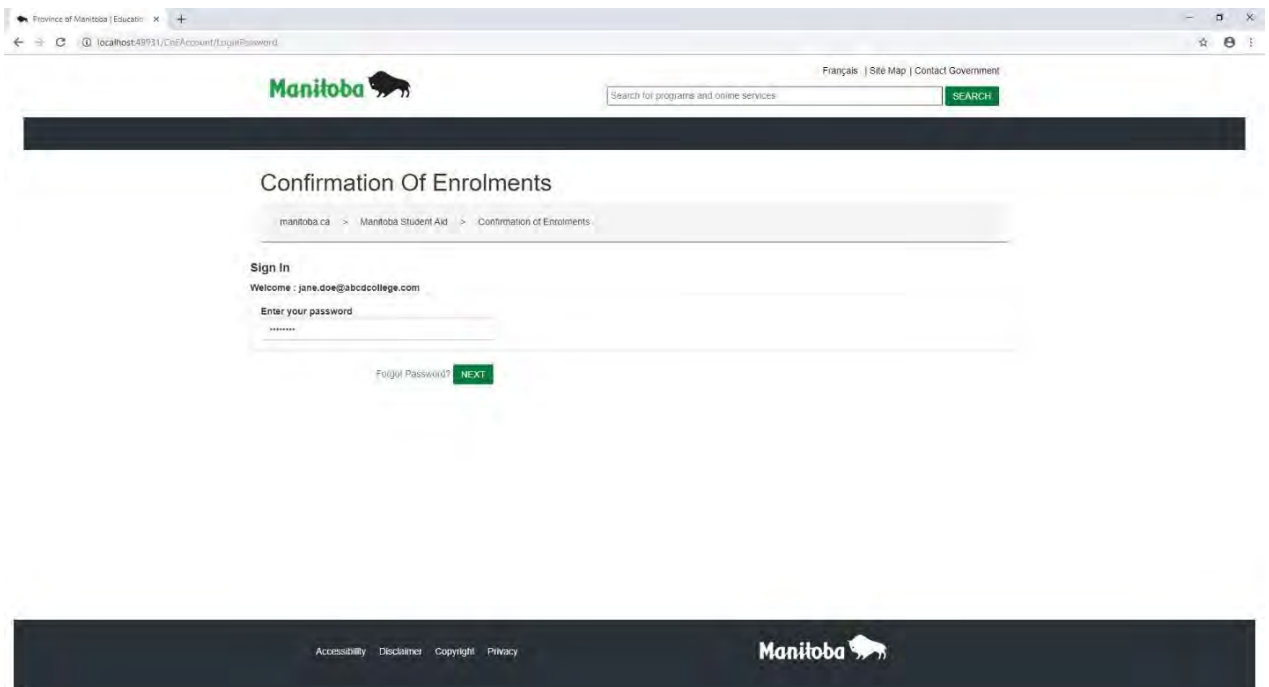 Province of Manitoba | Educatio
localhost:49931/CoEAccount/LoginPassword
Manitoba
Français | Site Map | Contact Government
Search for programs and online services
SEARCH
Confirmation Of Enrolments
manitoba.ca > Manitoba Student Aid > Confirmation of Enrolments
Sign In
Welcome : jane.doe@abcdcollege.com
Enter your password
••••••••
Forgot Password? NEXT
Accessibility Disclaimer Copyright Privacy
Manitoba